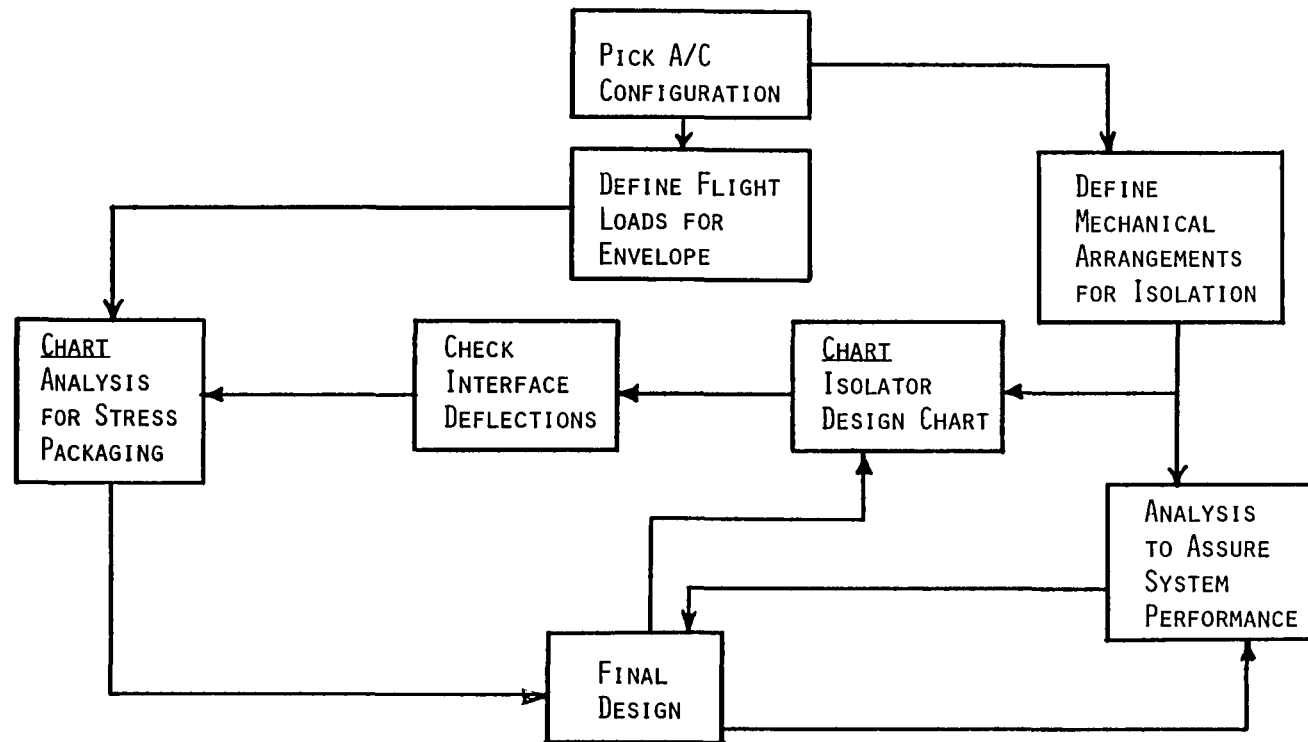 PICK A/C
CONFIGURATION
DEFINE FLIGHT
LOADS FOR
ENVELOPE
DEFINE
MECHANICAL
ARRANGEMENTS
FOR ISOLATION
CHART
ANALYSIS
FOR STRESS
PACKAGING
CHECK
INTERFACE
DEFLECTIONS
CHART
ISOLATOR
DESIGN CHART
ANALYSIS
TO ASSURE
SYSTEM
PERFORMANCE
FINAL
DESIGN